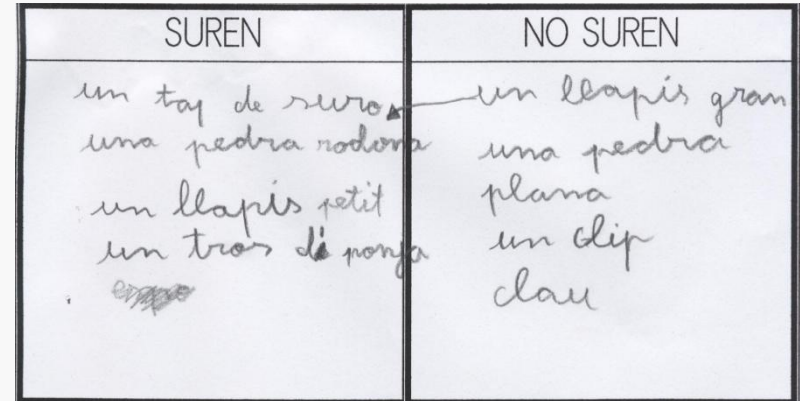 SUREN
un tap de suro
una pedra rodona
un llapis petit
un tros de ponja
NO SUREN
un llapis gran
una pedra
plana
un clip
clau